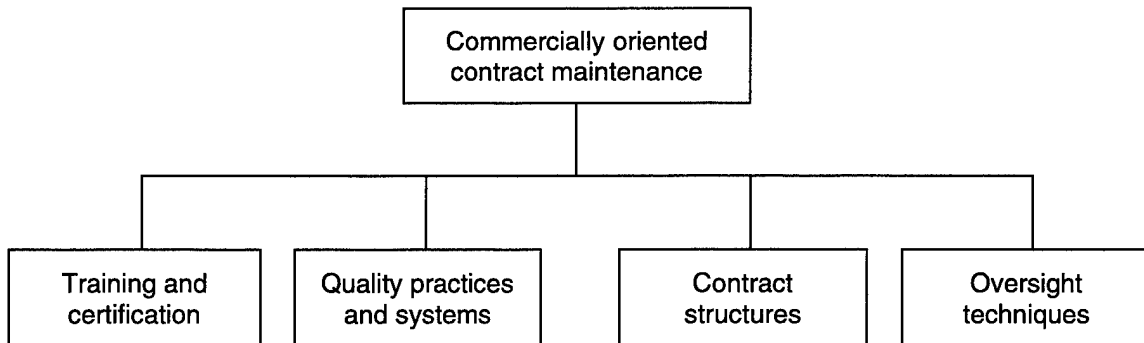 Commercially oriented
contract maintenance
Training and
certification
Quality practices
and systems
Contract
structures
Oversight
techniques